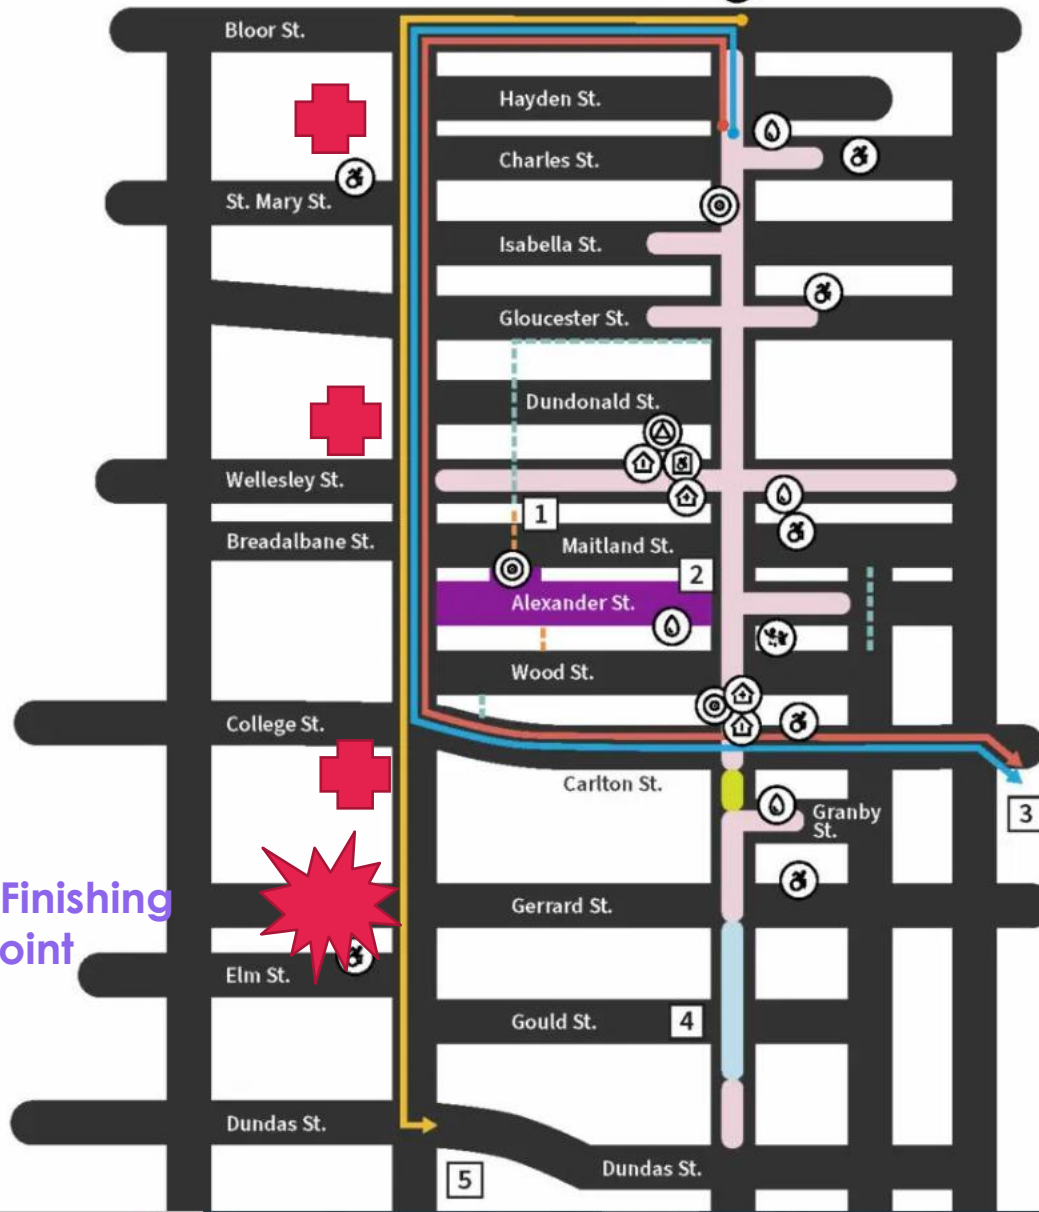 Bloor St.
Hayden St.
Charles St.
St. Mary St.
Isabella St.
Gloucester St.
Dundonald St.
Wellesley St.
1
Breadalbane St.
Maitland St.
2
Alexander St.
Wood St.
College St.
Carlton St.
3
Granby
St.
Finishing
oint
Gerrard St.
Elm St.
Gould St.
4
Dundas St.
Dundas St.
5